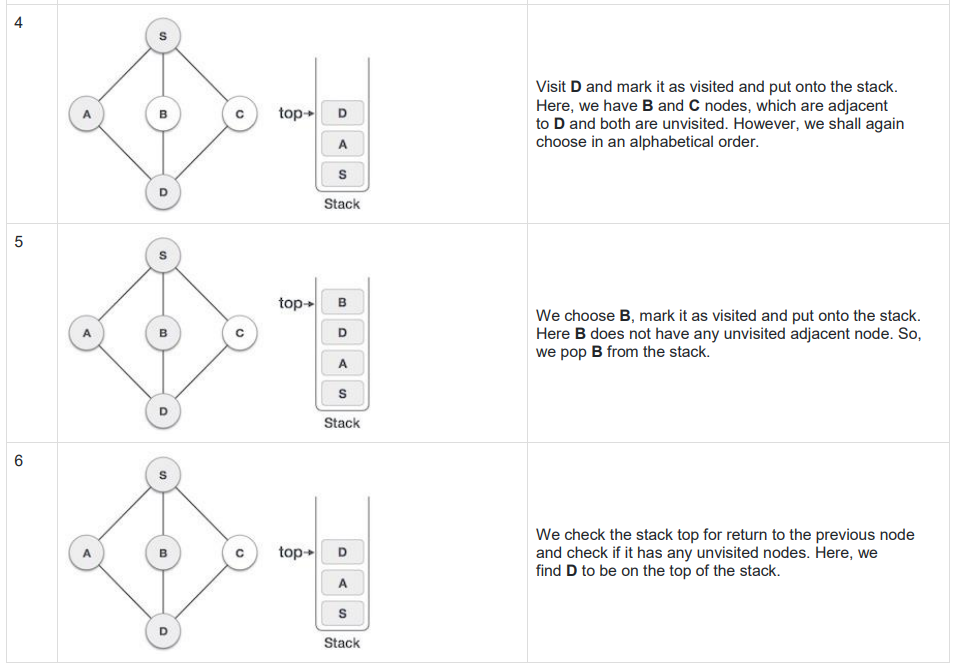 4
S
A
B
C
D
top→
D
A
S
Stack
Visit D and mark it as visited and put onto the stack.
Here, we have B and C nodes, which are adjacent
to D and both are unvisited. However, we shall again
choose in an alphabetical order.
5
S
A
B
C
D
top→
B
D
A
S
Stack
We choose B, mark it as visited and put onto the stack.
Here B does not have any unvisited adjacent node. So,
we pop B from the stack.
6
S
A
B
C
D
top→
D
A
S
Stack
We check the stack top for return to the previous node
and check if it has any unvisited nodes. Here, we
find D to be on the top of the stack.